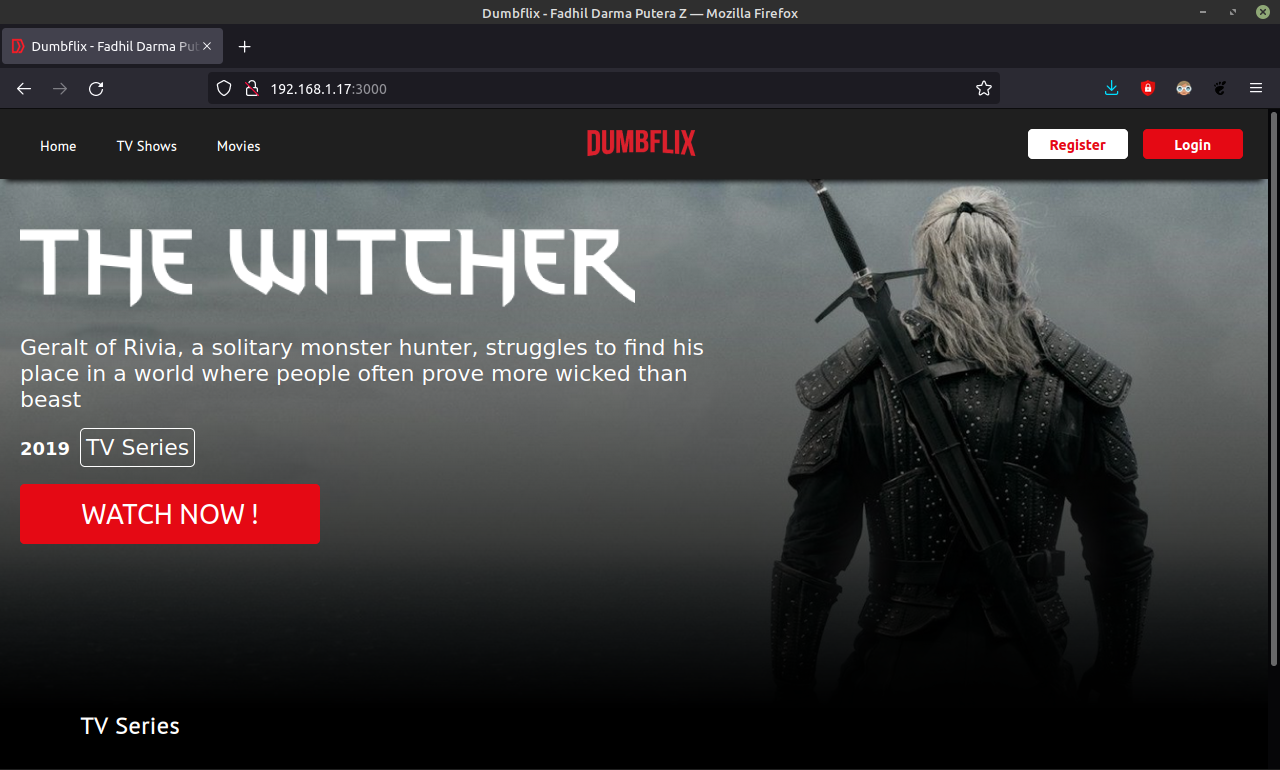 Dumbflix - Fadhil Darma Putera Z — Mozilla Firefox
Dumbflix - Fadhil Darma Put
192.168.1.17:3000
Home TV Shows Movies DUMBFLIX Register Login
THE WITCHER
Geralt of Rivia, a solitary monster hunter, struggles to find his
place in a world where people often prove more wicked than
beast
2019 TV Series
WATCH NOW !
TV Series